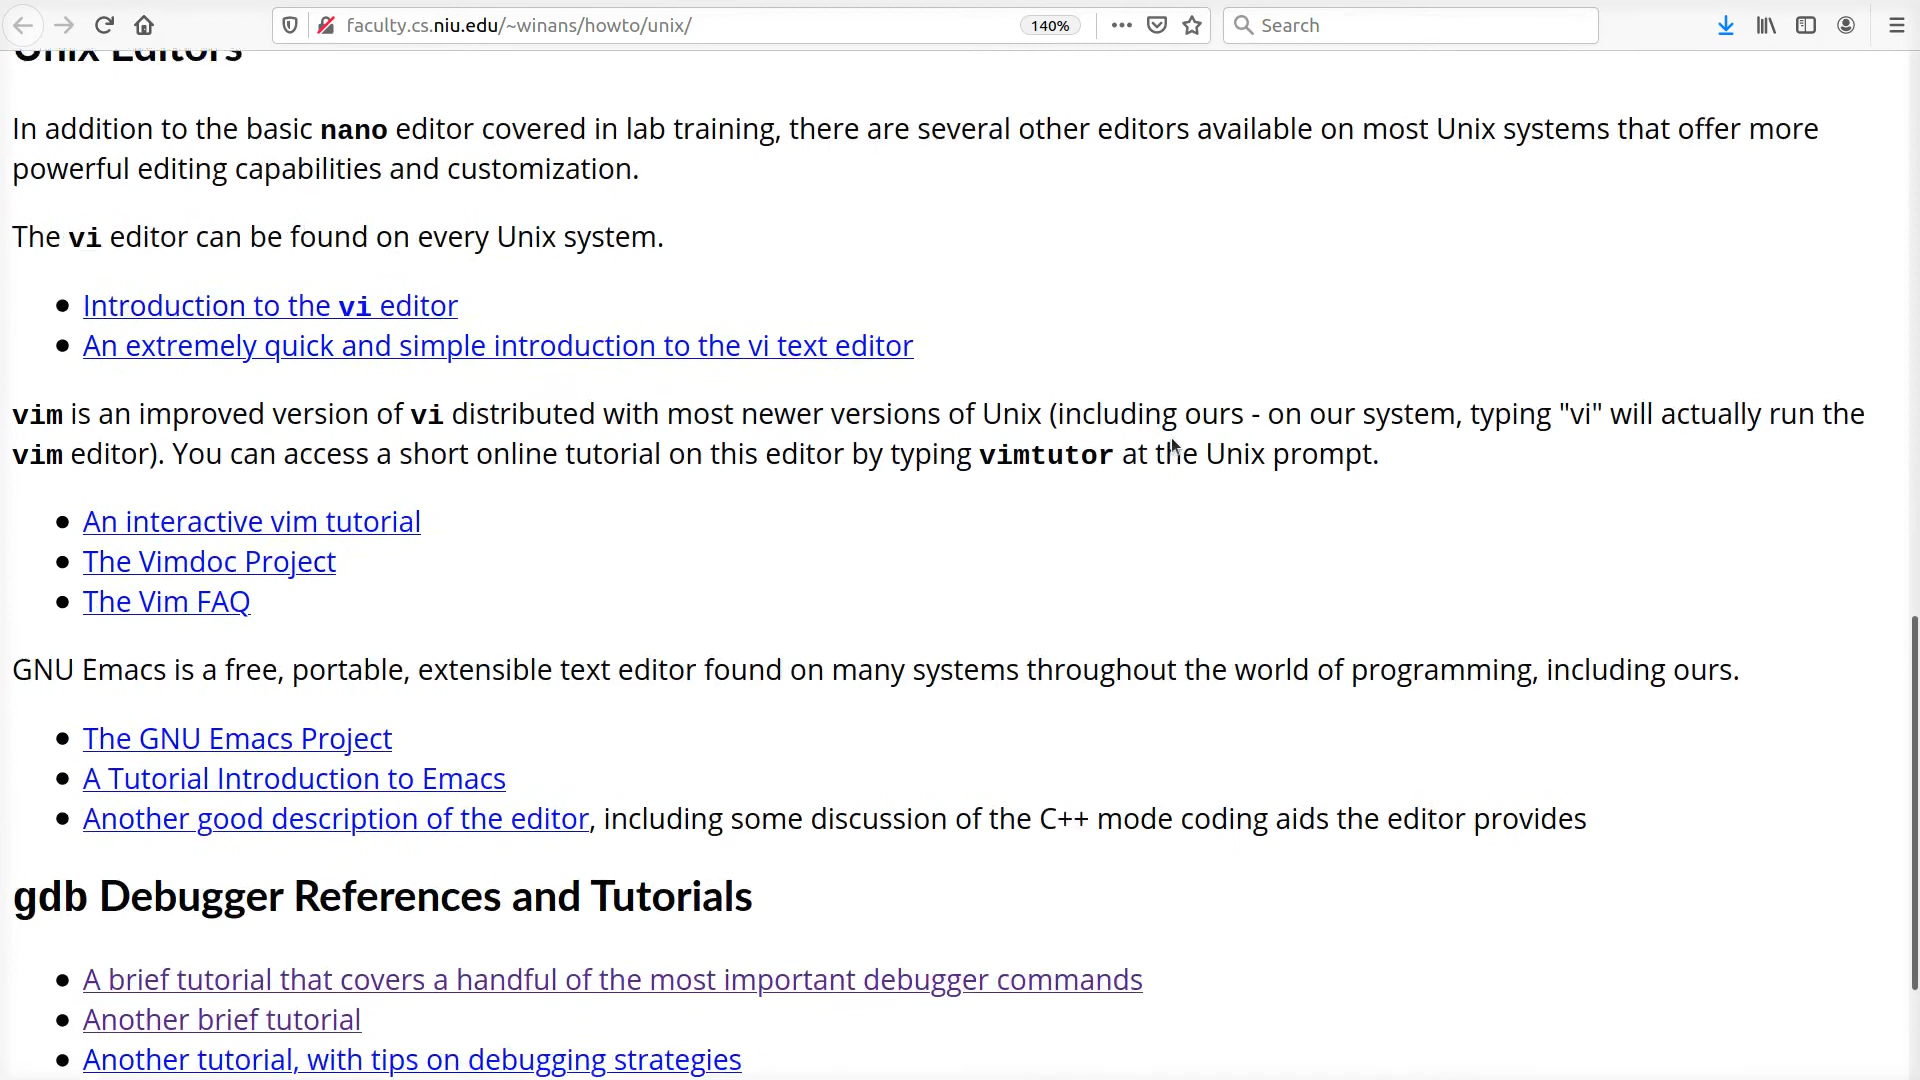 faculty.cs.niu.edu/~winans/howto/unix/
140%
Search
Unix Editors
In addition to the basic nano editor covered in lab training, there are several other editors available on most Unix systems that offer more
powerful editing capabilities and customization.
The vi editor can be found on every Unix system.
Introduction to the vi editor
An extremely quick and simple introduction to the vi text editor
vim is an improved version of vi distributed with most newer versions of Unix (including ours - on our system, typing "vi" will actually run the
vim editor). You can access a short online tutorial on this editor by typing vimtutor at the Unix prompt.
An interactive vim tutorial
The Vimdoc Project
The Vim FAQ
GNU Emacs is a free, portable, extensible text editor found on many systems throughout the world of programming, including ours.
The GNU Emacs Project
A Tutorial Introduction to Emacs
Another good description of the editor, including some discussion of the C++ mode coding aids the editor provides
gdb Debugger References and Tutorials
A brief tutorial that covers a handful of the most important debugger commands
Another brief tutorial
Another tutorial, with tips on debugging strategies